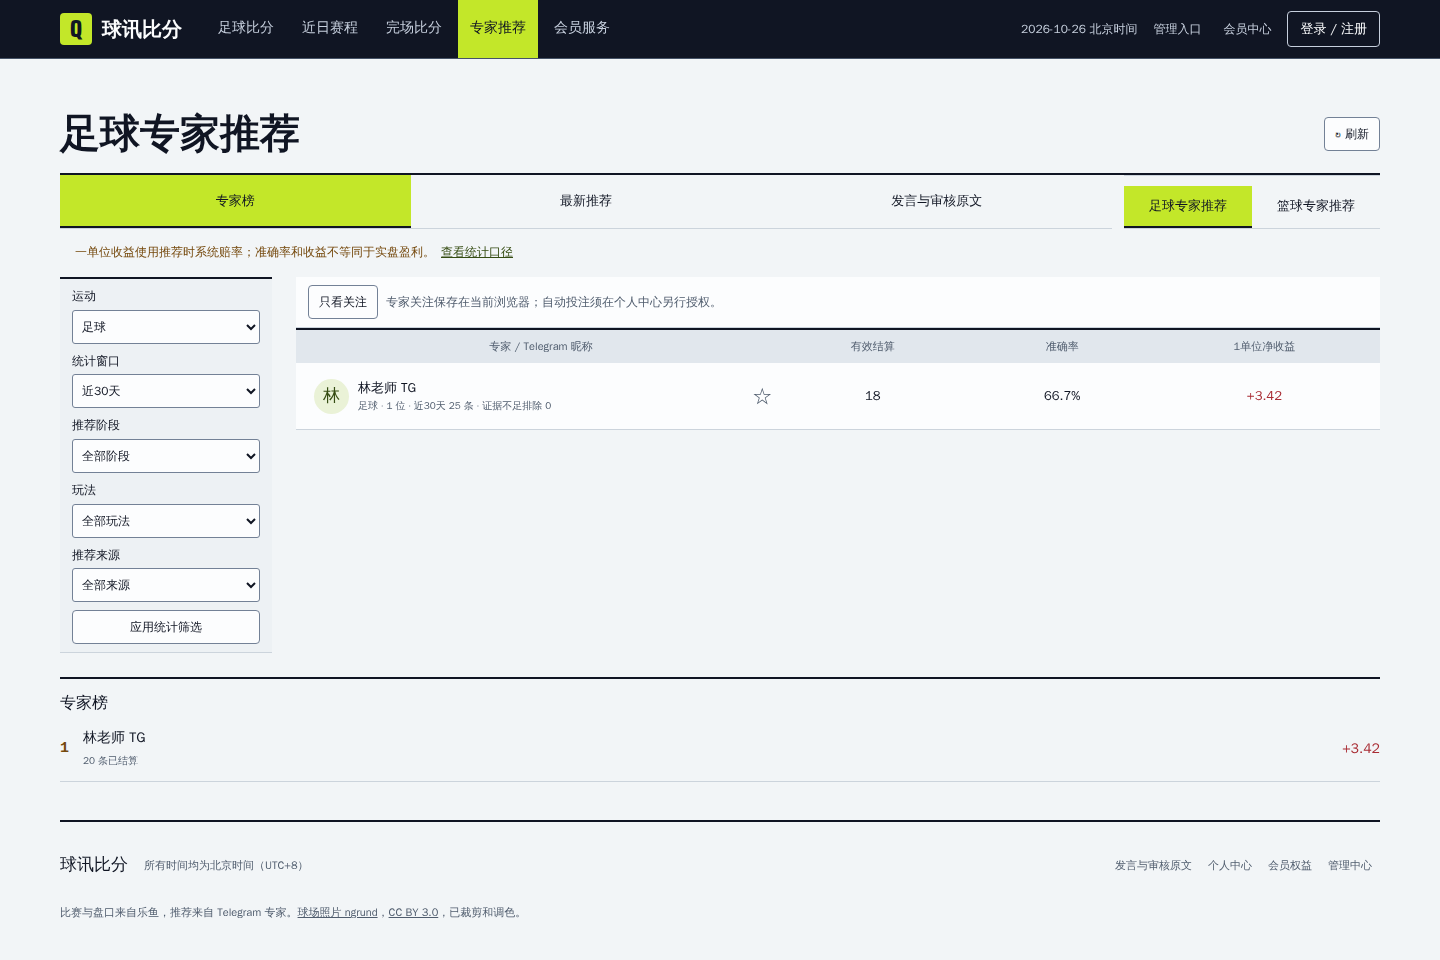 Q 球讯比分 足球比分 近日赛程 完场比分 专家推荐 会员服务 2026-10-26 北京时间 管理入口 会员中心 登录 / 注册
足球专家推荐
↻ 刷新
专家榜 最新推荐 发言与审核原文 足球专家推荐 篮球专家推荐
一单位收益使用推荐时系统赔率；准确率和收益不等同于实盘盈利。 查看统计口径
运动
足球
统计窗口
近30天
推荐阶段
全部阶段
玩法
全部玩法
推荐来源
全部来源
应用统计筛选
只看关注 专家关注保存在当前浏览器；自动投注须在个人中心另行授权。
专家 / Telegram 昵称 有效结算 准确率 1单位净收益
林 林老师 TG ☆ 18 66.7% +3.42
足球 · 1 位 · 近30天 25 条 · 证据不足排除 0
专家榜
1 林老师 TG +3.42
20 条已结算
球讯比分 所有时间均为北京时间（UTC+8） 发言与审核原文 个人中心 会员权益 管理中心
比赛与盘口来自乐鱼，推荐来自 Telegram 专家。球场照片 ngrund，CC BY 3.0，已裁剪和调色。